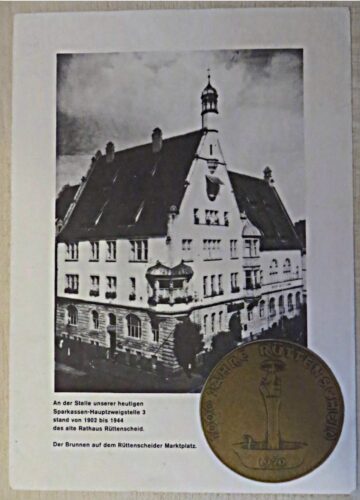 An der Stelle unserer heutigen
Sparkassen-Hauptzweigstelle 3
stand von 1902 bis 1944
das alte Rathaus Rüttenscheid.
Der Brunnen auf dem Rüttenscheider Marktplatz.
1000 JAHRE RÜTTENSCHEID
1970